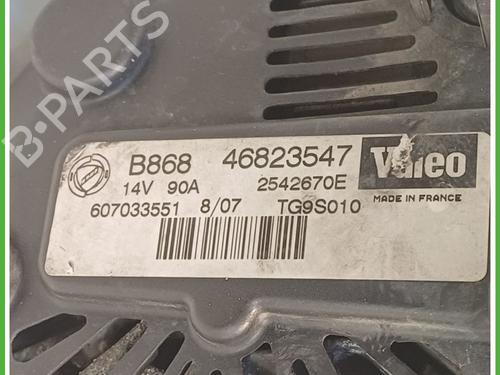 B-PARTS
B868 46823547 Valeo
14V 90A 2542670E MADE IN FRANCE
607033551 8/07 TG9S010